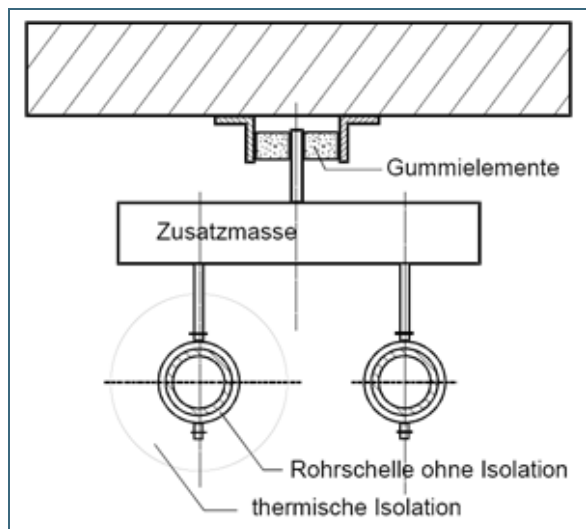 Gummielemente
Zusatzmasse
Rohrschelle ohne Isolation
thermische Isolation